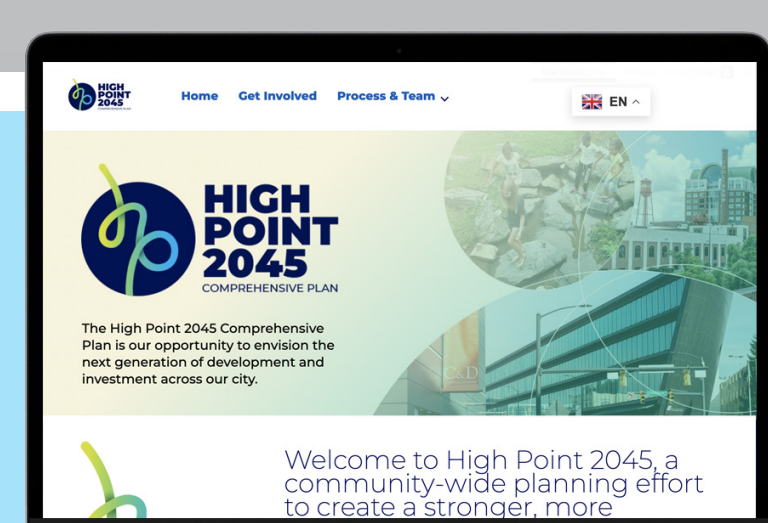 HIGH
POINT
2045
COMPREHENSIVE PLAN
Home Get Involved Process & Team
EN
HIGH
POINT
2045
COMPREHENSIVE PLAN
The High Point 2045 Comprehensive
Plan is our opportunity to envision the
next generation of development and
investment across our city.
C&D
Welcome to High Point 2045, a
community-wide planning effort
to create a stronger, more